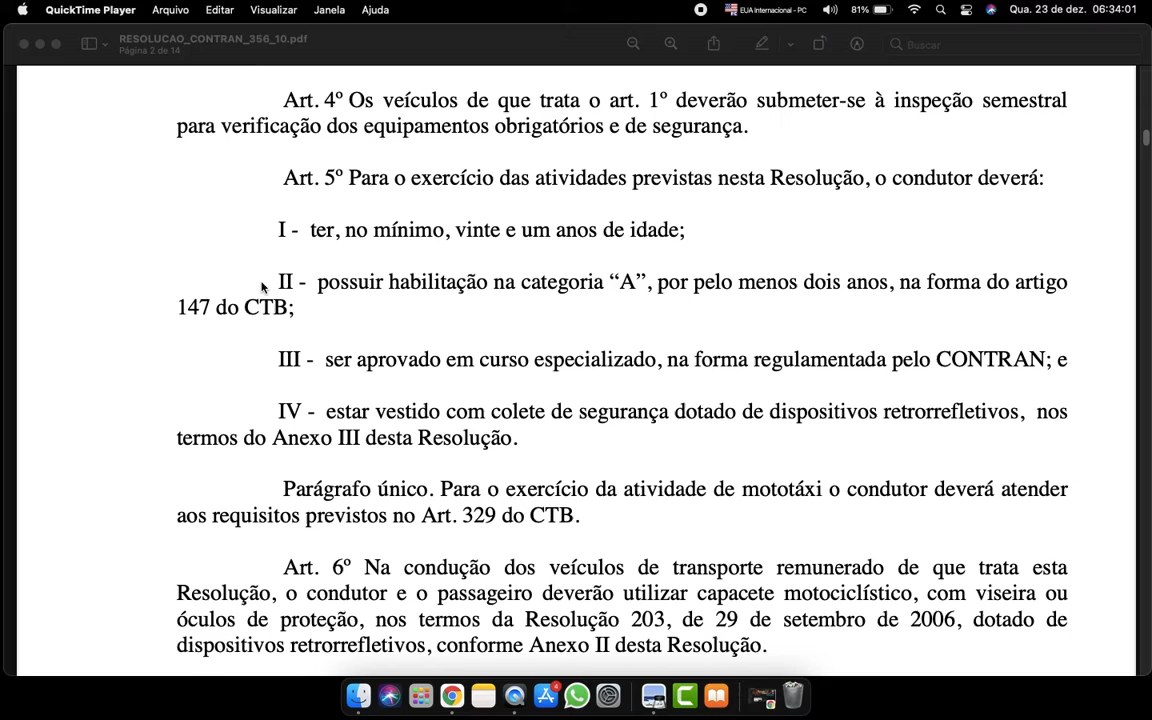 QuickTime Player Arquivo Editar Visualizar Janela Ajuda EUA Internacional - PC 81% Qua. 23 de dez. 06:34:01
RESOLUCAO_CONTRAN_356_10.pdf
Página 2 de 14
Buscar
Art. 4º Os veículos de que trata o art. 1º deverão submeter-se à inspeção semestral
para verificação dos equipamentos obrigatórios e de segurança.
Art. 5º Para o exercício das atividades previstas nesta Resolução, o condutor deverá:
I - ter, no mínimo, vinte e um anos de idade;
II - possuir habilitação na categoria “A”, por pelo menos dois anos, na forma do artigo
147 do CTB;
III - ser aprovado em curso especializado, na forma regulamentada pelo CONTRAN; e
IV - estar vestido com colete de segurança dotado de dispositivos retrorrefletivos, nos
termos do Anexo III desta Resolução.
Parágrafo único. Para o exercício da atividade de mototáxi o condutor deverá atender
aos requisitos previstos no Art. 329 do CTB.
Art. 6º Na condução dos veículos de transporte remunerado de que trata esta
Resolução, o condutor e o passageiro deverão utilizar capacete motociclístico, com viseira ou
óculos de proteção, nos termos da Resolução 203, de 29 de setembro de 2006, dotado de
dispositivos retrorrefletivos, conforme Anexo II desta Resolução.
4